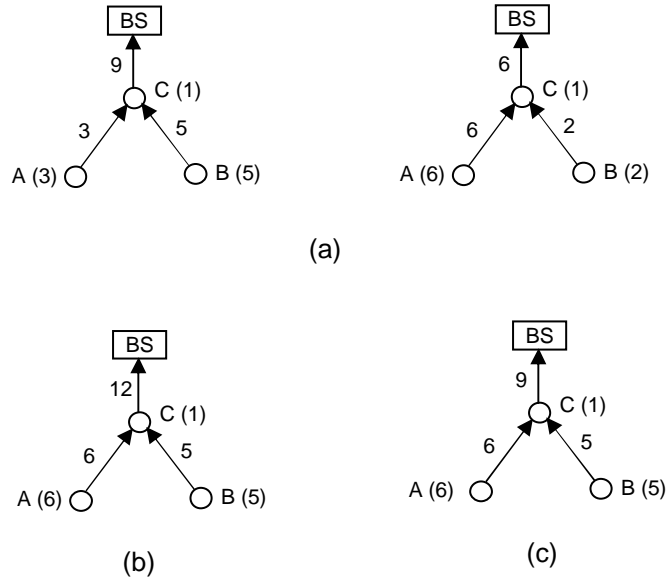 BS BS
9 6
C (1) C (1)
3 5 6 2
A (3) B (5) A (6) B (2)
(a)
BS BS
12 9
C (1) C (1)
6 5 6 5
A (6) B (5) A (6) B (5)
(b) (c)